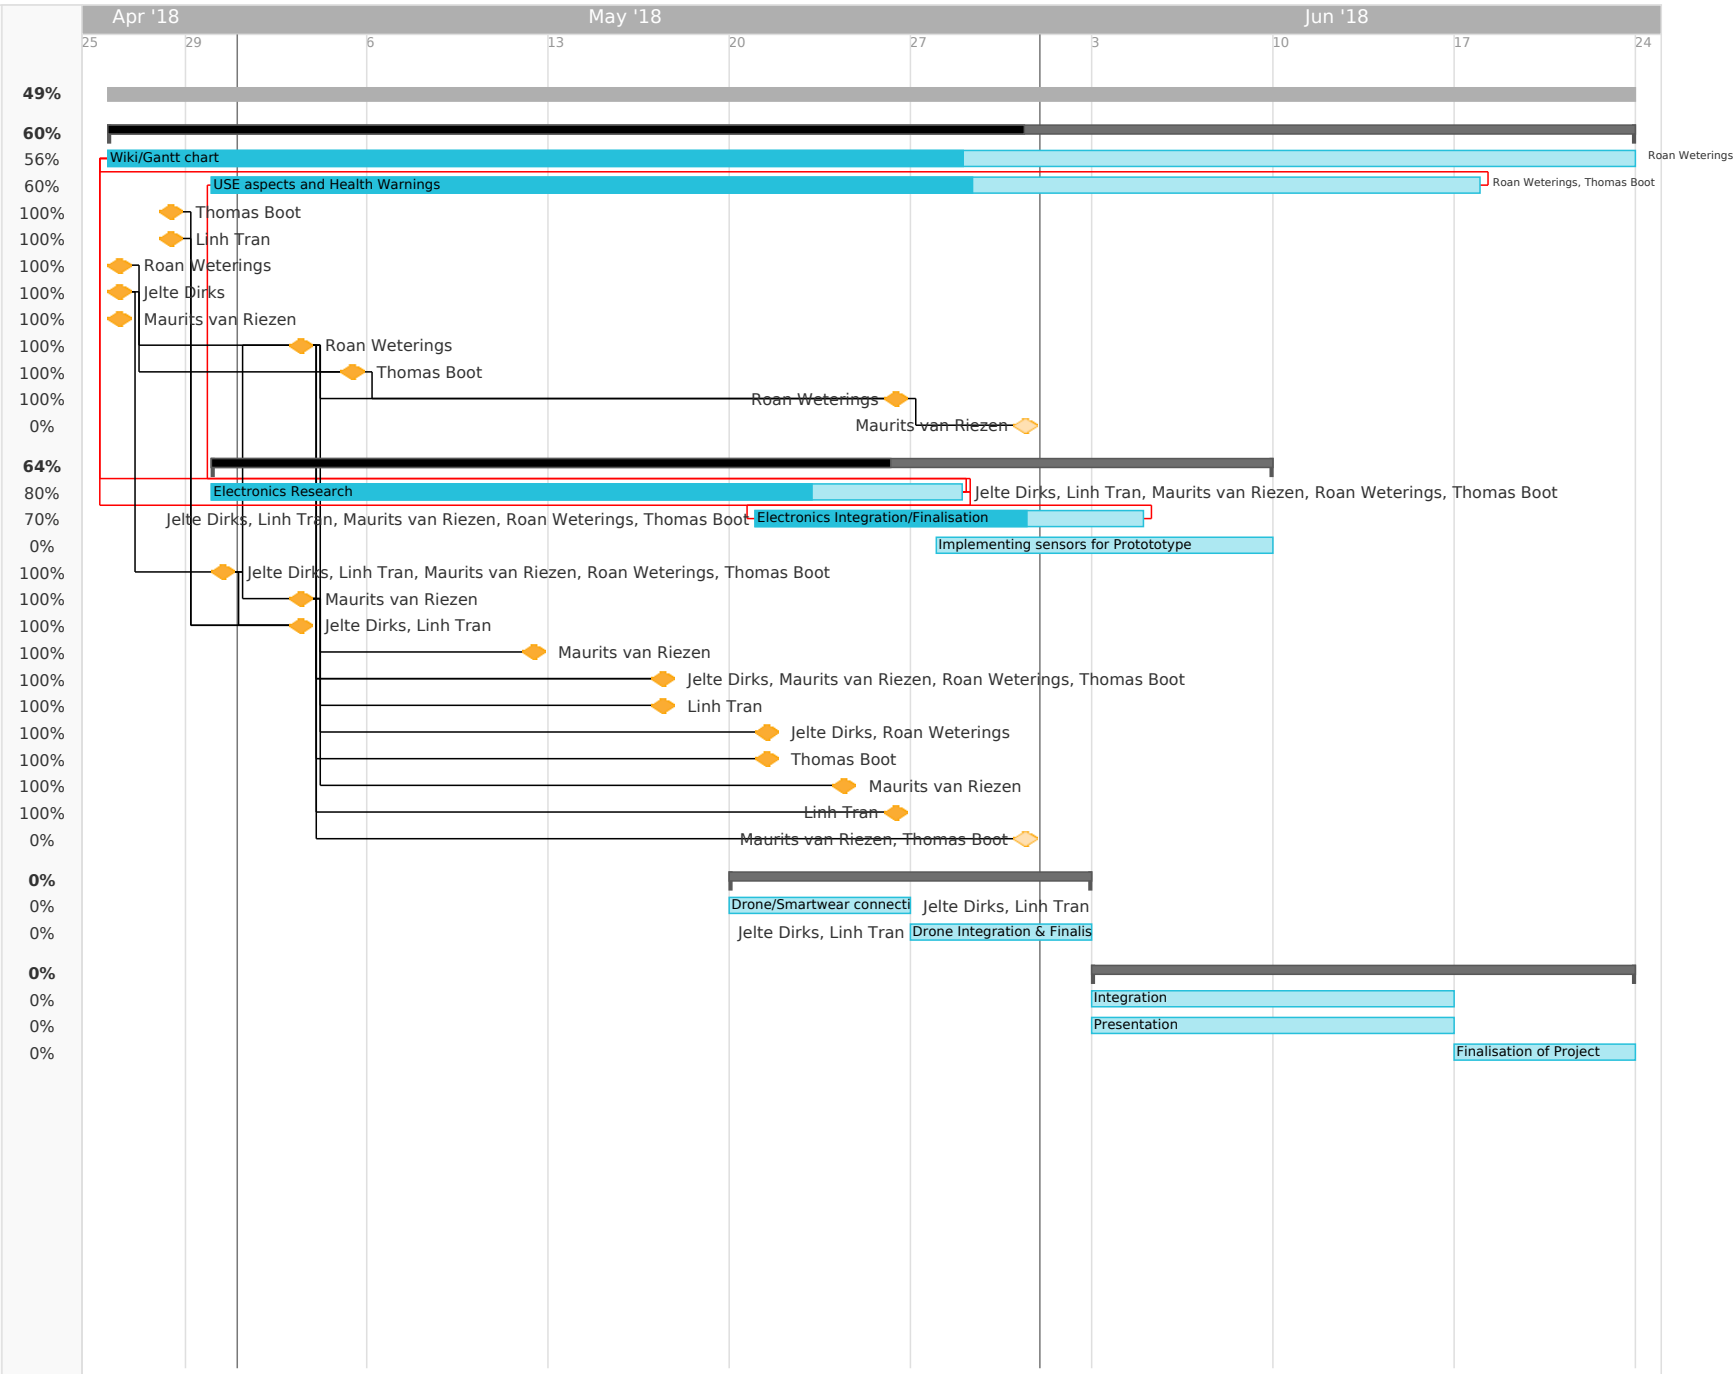 Apr '18 May '18 Jun '18
25 29 6 13 20 27 3 10 17 24
49%
60%
56% Wiki/Gantt chart Roan Weterings
60% USE aspects and Health Warnings Roan Weterings, Thomas Boot
100% Thomas Boot
100% Linh Tran
100% Roan Weterings
100% Jelte Dirks
100% Maurits van Riezen
100% Roan Weterings
100% Thomas Boot
100% Roan Weterings
0% Maurits van Riezen
64%
80% Electronics Research Jelte Dirks, Linh Tran, Maurits van Riezen, Roan Weterings, Thomas Boot
70% Jelte Dirks, Linh Tran, Maurits van Riezen, Roan Weterings, Thomas Boot Electronics Integration/Finalisation
0% Implementing sensors for Protototype
100% Jelte Dirks, Linh Tran, Maurits van Riezen, Roan Weterings, Thomas Boot
100% Maurits van Riezen
100% Jelte Dirks, Linh Tran
100% Maurits van Riezen
100% Jelte Dirks, Maurits van Riezen, Roan Weterings, Thomas Boot
100% Linh Tran
100% Jelte Dirks, Roan Weterings
100% Thomas Boot
100% Maurits van Riezen
100% Linh Tran
0% Maurits van Riezen, Thomas Boot
0%
0% Drone/Smartwear connecti Jelte Dirks, Linh Tran
0% Jelte Dirks, Linh Tran Drone Integration & Finalis
0%
0% Integration
0% Presentation
0% Finalisation of Project